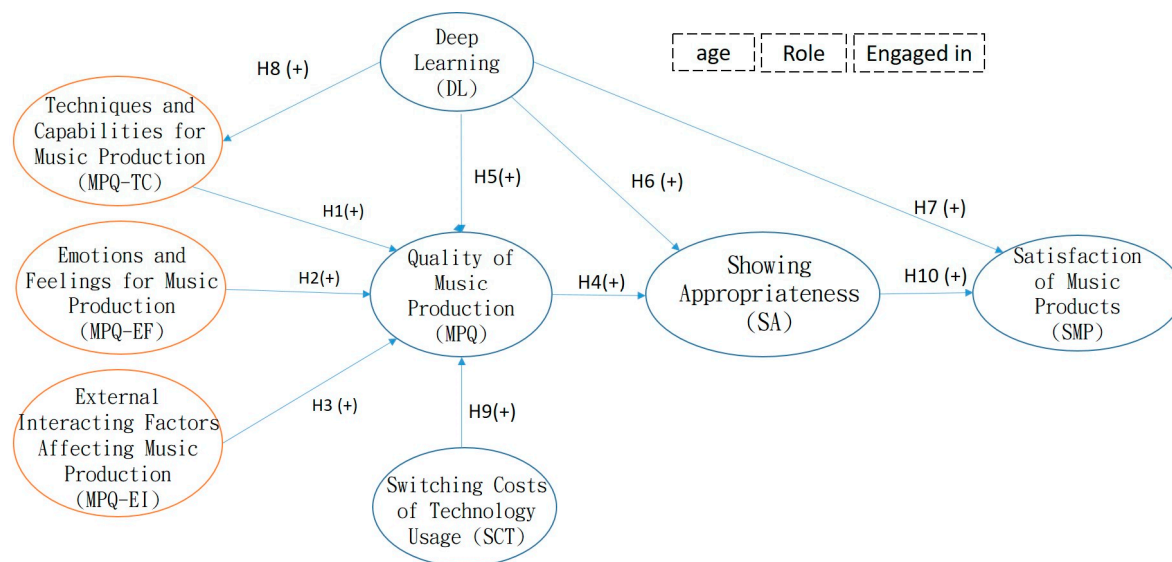 Deep
Learning
(DL)
age
Role
Engaged in
H8 (+)
Techniques and
Capabilities for
Music Production
(MPQ-TC)
H5(+)
H6 (+)
H7 (+)
H1(+)
Emotions and
Feelings for Music
Production
(MPQ-EF)
H2(+)
Quality of
Music
Production
(MPQ)
H4(+)
Showing
Appropriateness
(SA)
H10 (+)
Satisfaction
of Music
Products
(SMP)
External
Interacting Factors
Affecting Music
Production
(MPQ-EI)
H3 (+)
H9(+)
Switching Costs
of Technology
Usage (SCT)